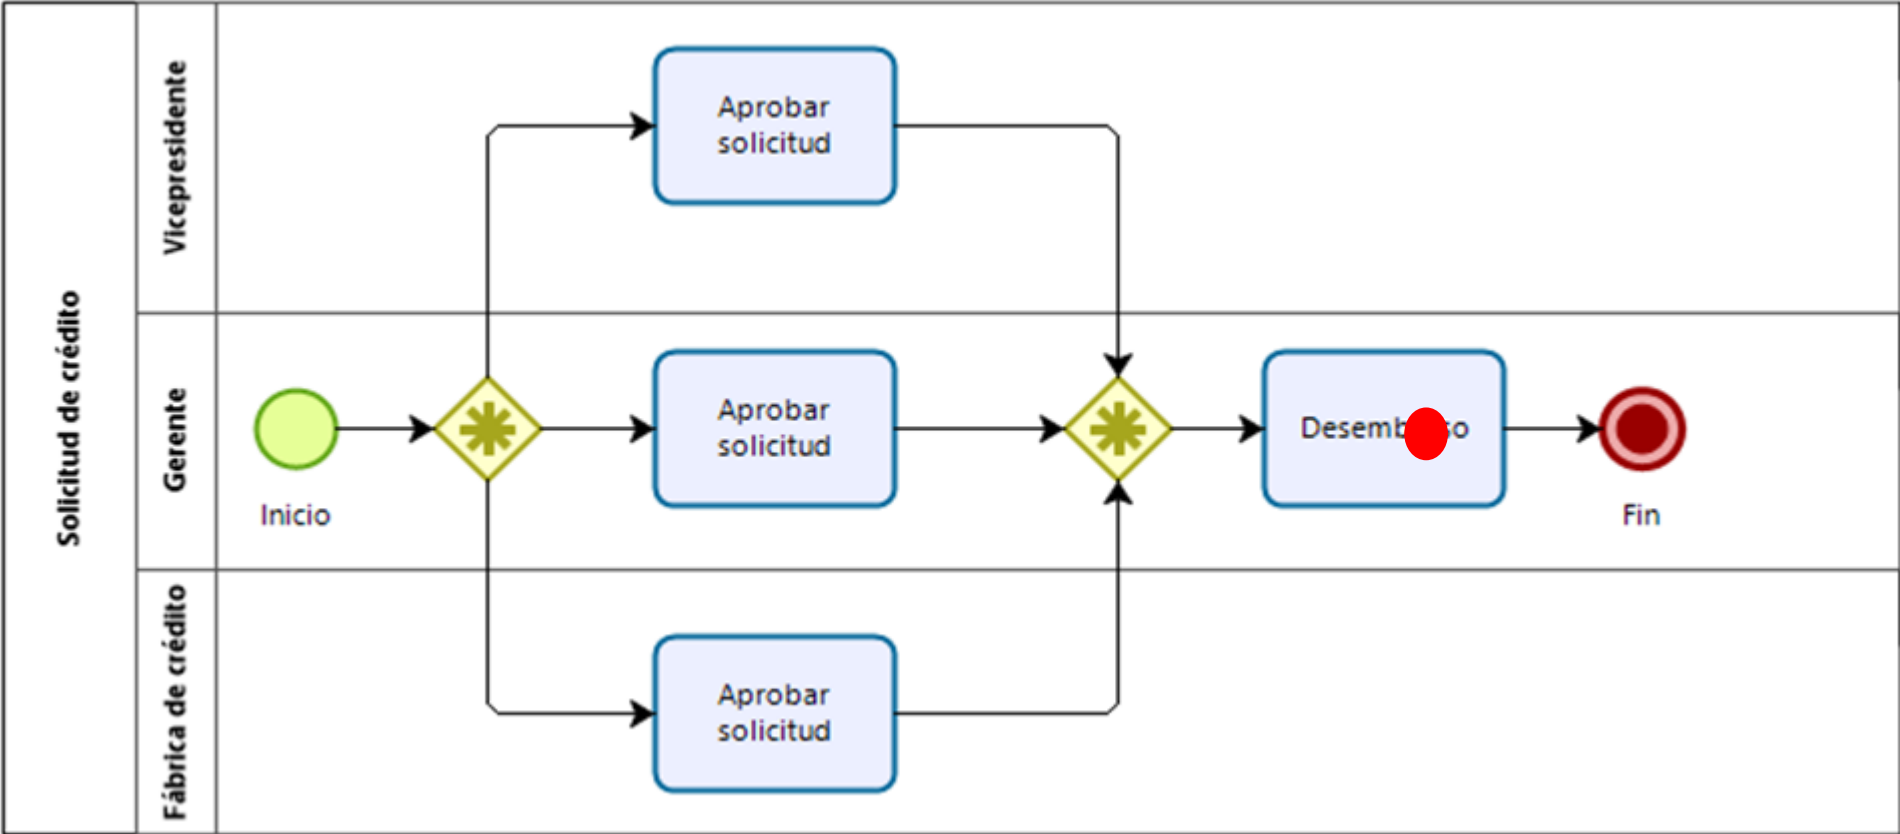 Solicitud de crédito
Vicepresidente
Aprobar
solicitud
Gerente
Inicio
Aprobar
solicitud
Fin
Fábrica de crédito
Aprobar
solicitud